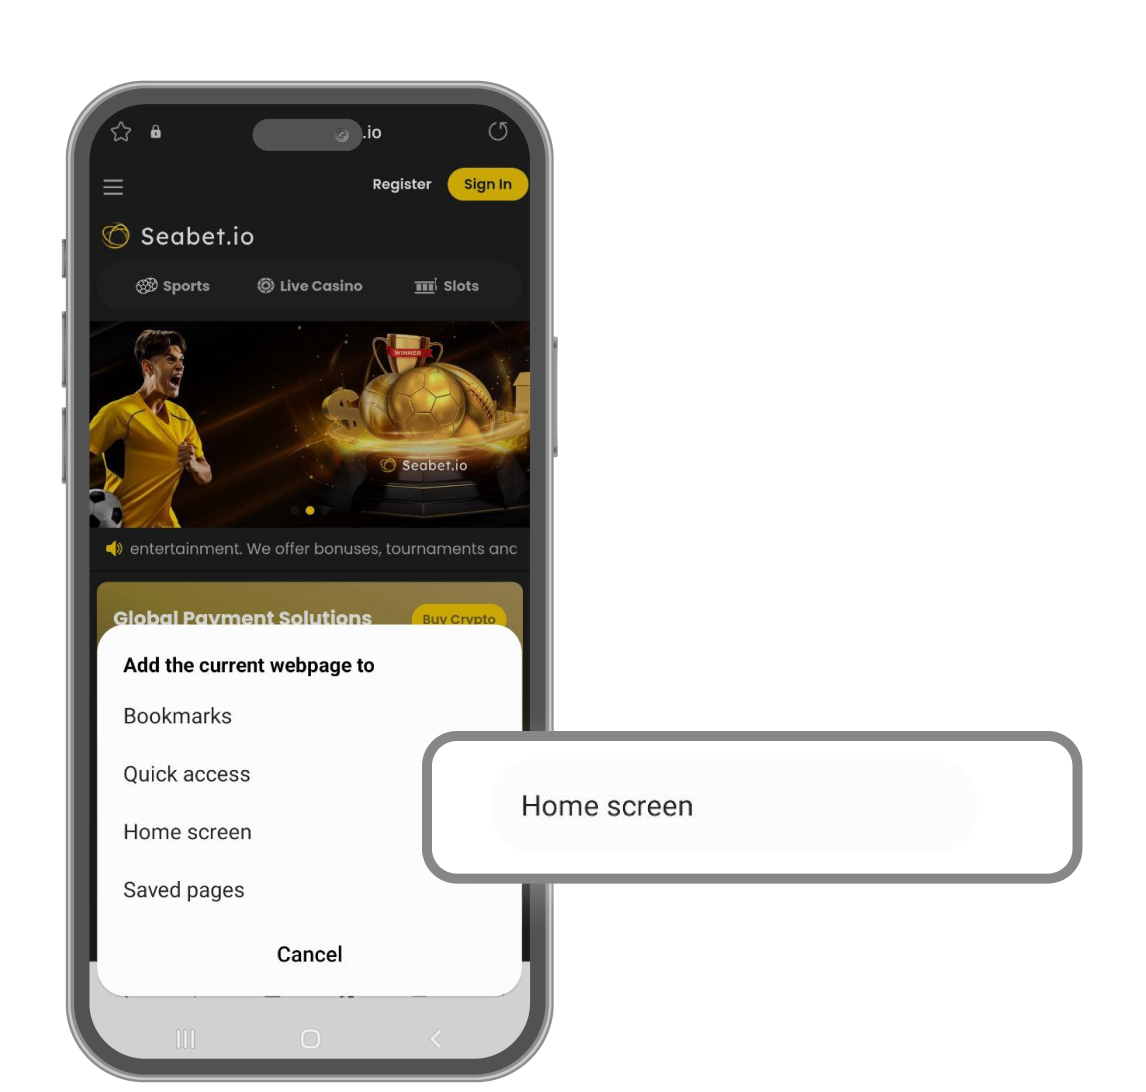 .io
Register
Sign In
Seabet.io
Sports
Live Casino
Slots
WINNER
$
Seabet.io
entertainment. We offer bonuses, tournaments and
Global Payment Solutions
Buy Crypto
Add the current webpage to
Bookmarks
Quick access
Home screen
Home screen
Saved pages
Cancel